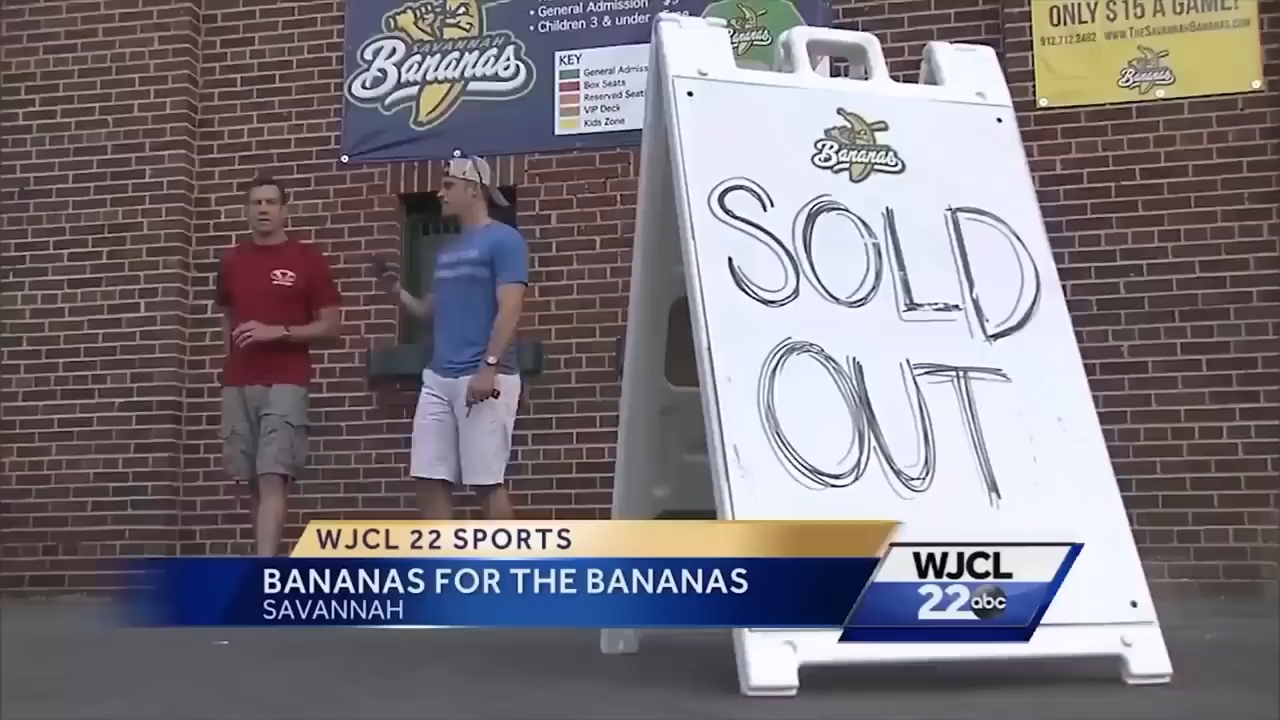 • General Admission
• Children 3 & under
SAVANNAH
Bananas
KEY
General Admiss
Box Seats
Reserved Seat
VIP Deck
Kids Zone
Bananas
ONLY $15 A GAME!
912.712.2482 www.TheSavannahBananas.com
Bananas
Bananas
SOLD
OUT
WJCL 22 SPORTS
BANANAS FOR THE BANANAS
SAVANNAH
WJCL
22 abc